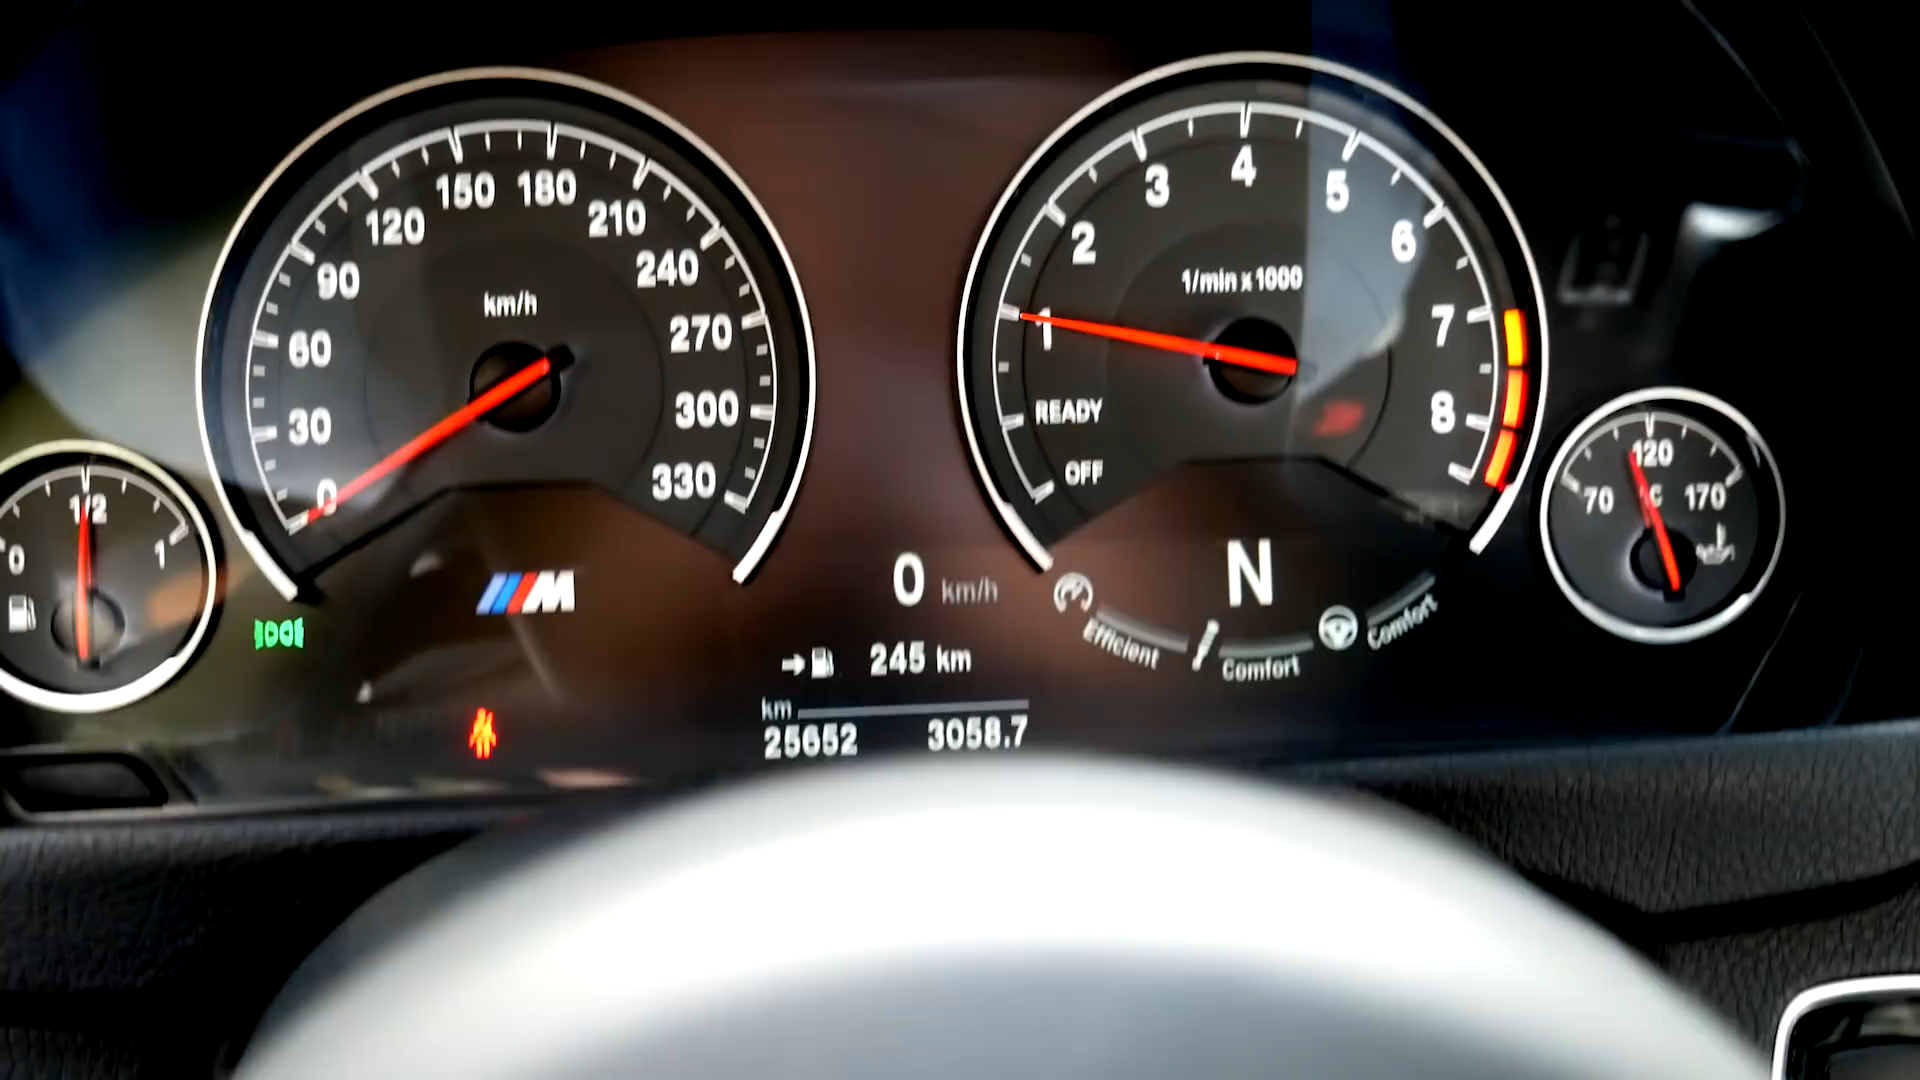 0
30
60
90
120
150
180
210
240
270
300
330
km/h
1
2
3
4
5
6
7
8
1/min x 1000
READY
OFF
0
1/2
1
70
120
170
°C
M
0 km/h
245 km
km
25652 3058.7
N
Efficient
Comfort
Comfort